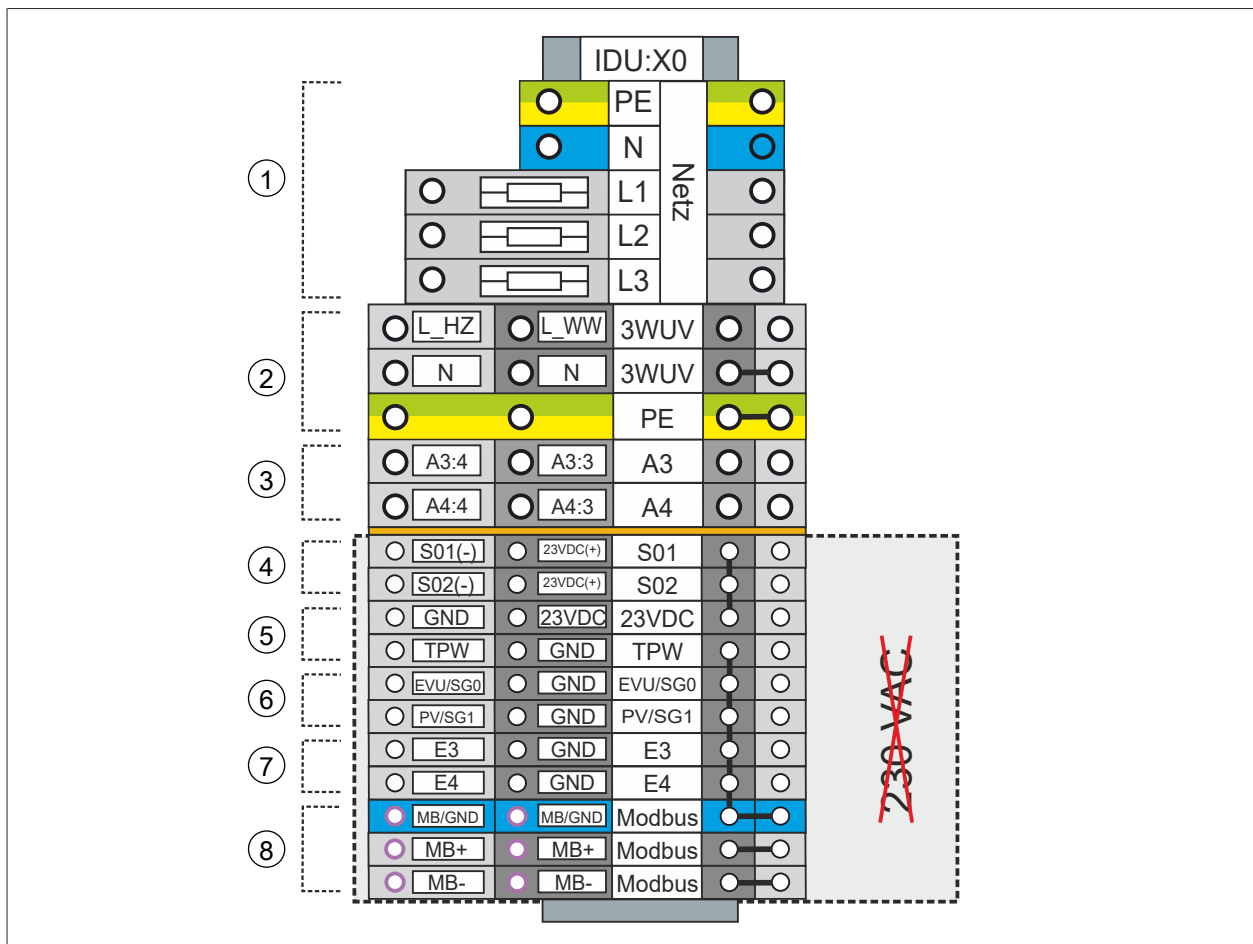 IDU:X0
PE
N
L1
L2
L3
Netz
1
L_HZ L_WW 3WUV
N N 3WUV
PE
2
A3:4 A3:3 A3
A4:4 A4:3 A4
3
S01(-) 23VDC(+) S01
S02(-) 23VDC(+) S02
4
GND 23VDC 23VDC
TPW GND TPW
5
EVU/SG0 GND EVU/SG0
PV/SG1 GND PV/SG1
6
E3 GND E3
E4 GND E4
7
MB/GND MB/GND Modbus
MB+ MB+ Modbus
MB- MB- Modbus
8
230 VAC